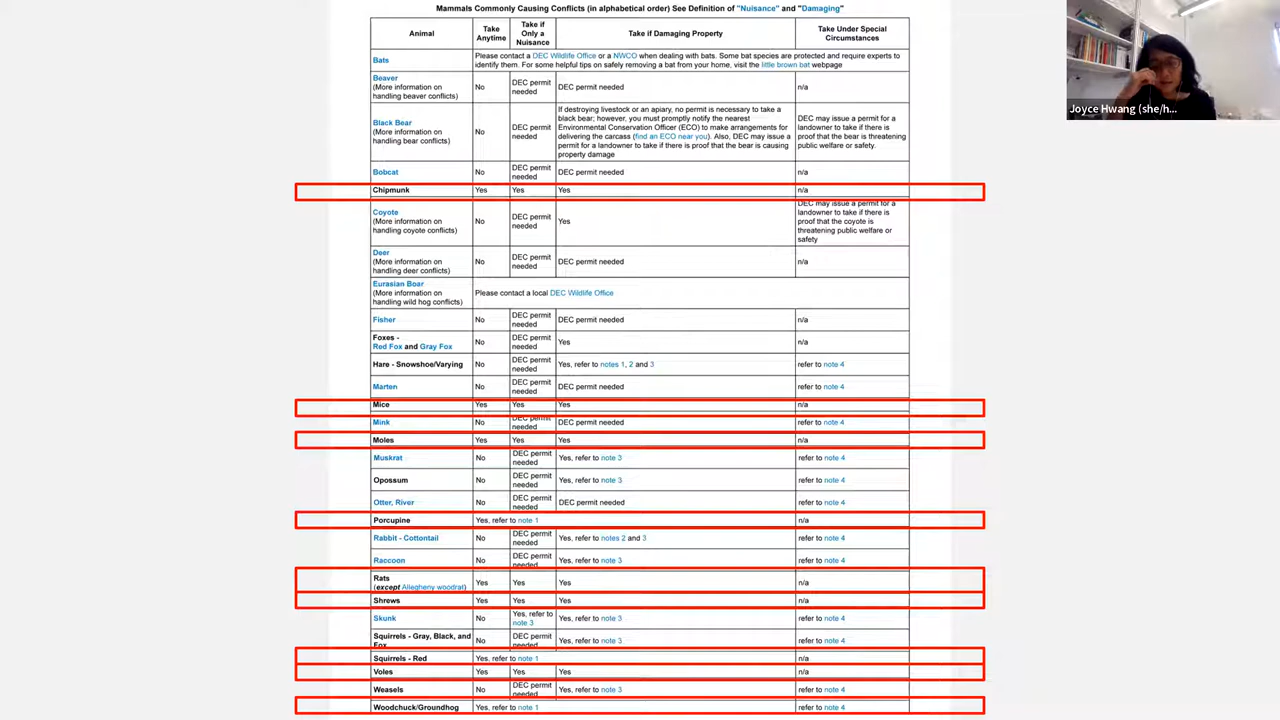 Mammals Commonly Causing Conflicts (in alphabetical order) See Definition of "Nuisance" and "Damaging"
Animal
Take Anytime
Take if Only a Nuisance
Take if Damaging Property
Take Under Special Circumstances
Bats
Please contact a DEC Wildlife Office or a NWCO when dealing with bats. Some bat species are protected and require experts to
identify them. For some helpful tips on safely removing a bat from your home, visit the little brown bat webpage
Beaver
(More information on
handling beaver conflicts)
No
DEC permit
needed
DEC permit needed
n/a
Black Bear
(More information on
handling bear conflicts)
No
DEC permit
needed
If destroying livestock or an apiary, no permit is necessary to take a
black bear; however, you must promptly notify the nearest
Environmental Conservation Officer (ECO) to make arrangements for
delivering the carcass (find an ECO near you). Also, DEC may issue a
permit for a landowner to take if there is proof that the bear is causing
property damage
DEC may issue a permit for a
landowner to take if there is
proof that the bear is threatening
public welfare or safety.
Bobcat
No
DEC permit
needed
DEC permit needed
n/a
Chipmunk
Yes
Yes
Yes
n/a
Coyote
(More information on
handling coyote conflicts)
No
DEC permit
needed
Yes
DEC may issue a permit for a
landowner to take if there is
proof that the coyote is
threatening public welfare or
safety
Deer
(More information on
handling deer conflicts)
No
DEC permit
needed
DEC permit needed
n/a
Eurasian Boar
(More information on
handling wild hog conflicts)
Please contact a local DEC Wildlife Office
Fisher
No
DEC permit
needed
DEC permit needed
n/a
Foxes -
Red Fox and Gray Fox
No
DEC permit
needed
Yes
n/a
Hare - Snowshoe/Varying
No
DEC permit
needed
Yes, refer to notes 1, 2 and 3
refer to note 4
Marten
No
DEC permit
needed
DEC permit needed
refer to note 4
Mice
Yes
Yes
Yes
n/a
Mink
No
DEC permit
needed
DEC permit needed
refer to note 4
Moles
Yes
Yes
Yes
n/a
Muskrat
No
DEC permit
needed
Yes, refer to note 3
refer to note 4
Opossum
No
DEC permit
needed
Yes, refer to note 3
refer to note 4
Otter, River
No
DEC permit
needed
DEC permit needed
refer to note 4
Porcupine
Yes, refer to note 1
n/a
Rabbit - Cottontail
No
DEC permit
needed
Yes, refer to notes 2 and 3
refer to note 4
Raccoon
No
DEC permit
needed
Yes, refer to note 3
refer to note 4
Rats
(except Allegheny woodrat)
Yes
Yes
Yes
n/a
Shrews
Yes
Yes
Yes
n/a
Skunk
No
Yes, refer to
note 3
Yes, refer to note 3
refer to note 4
Squirrels - Gray, Black, and
Fox
No
DEC permit
needed
Yes, refer to note 3
refer to note 4
Squirrels - Red
Yes, refer to note 1
n/a
Voles
Yes
Yes
Yes
n/a
Weasels
No
DEC permit
needed
Yes, refer to note 3
refer to note 4
Woodchuck/Groundhog
Yes, refer to note 1
refer to note 4
Joyce Hwang (she/h...